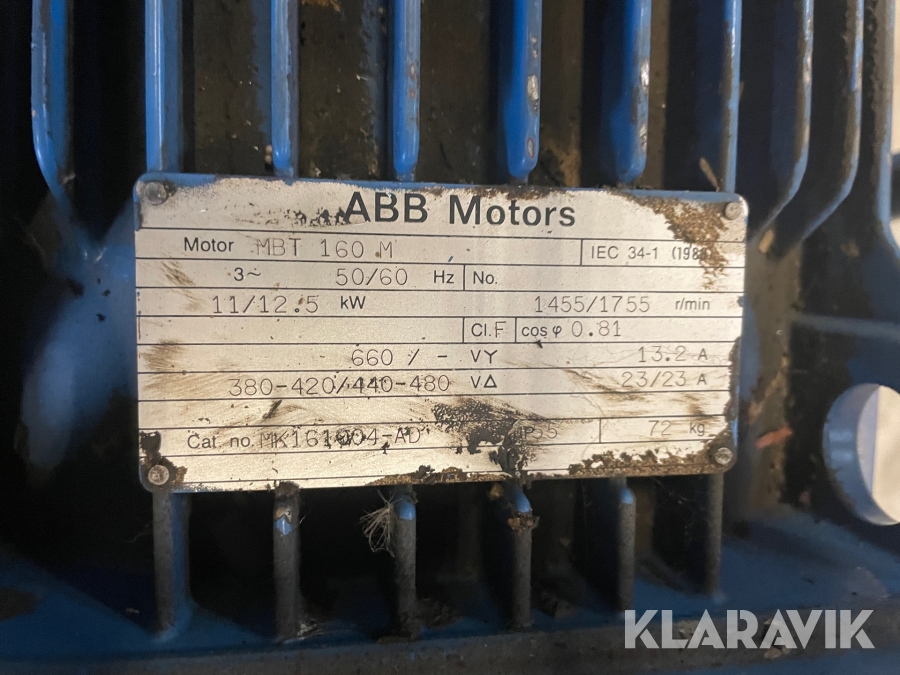 ABB Motors
Motor MBT 160 M IEC 34-1
3~ 50/60 Hz No.
11/12.5 kW 1455/1755 r/min
Cl.F cosφ 0.81
660 / - VY 13.2 A
380-420/440-480 VΔ 23/23 A
Cat. no. 72 kg
KLARAVIK